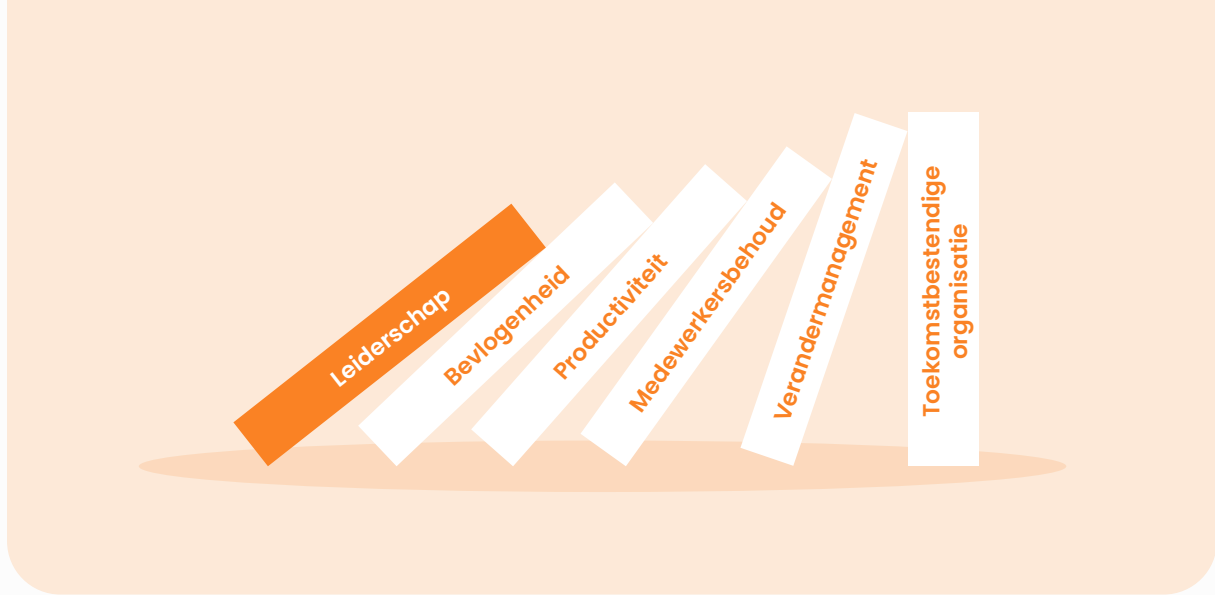 Leiderschap
Bevlogenheid
Productiviteit
Medewerkersbehoud
Verandermanagement
Toekomstbestendige
organisatie